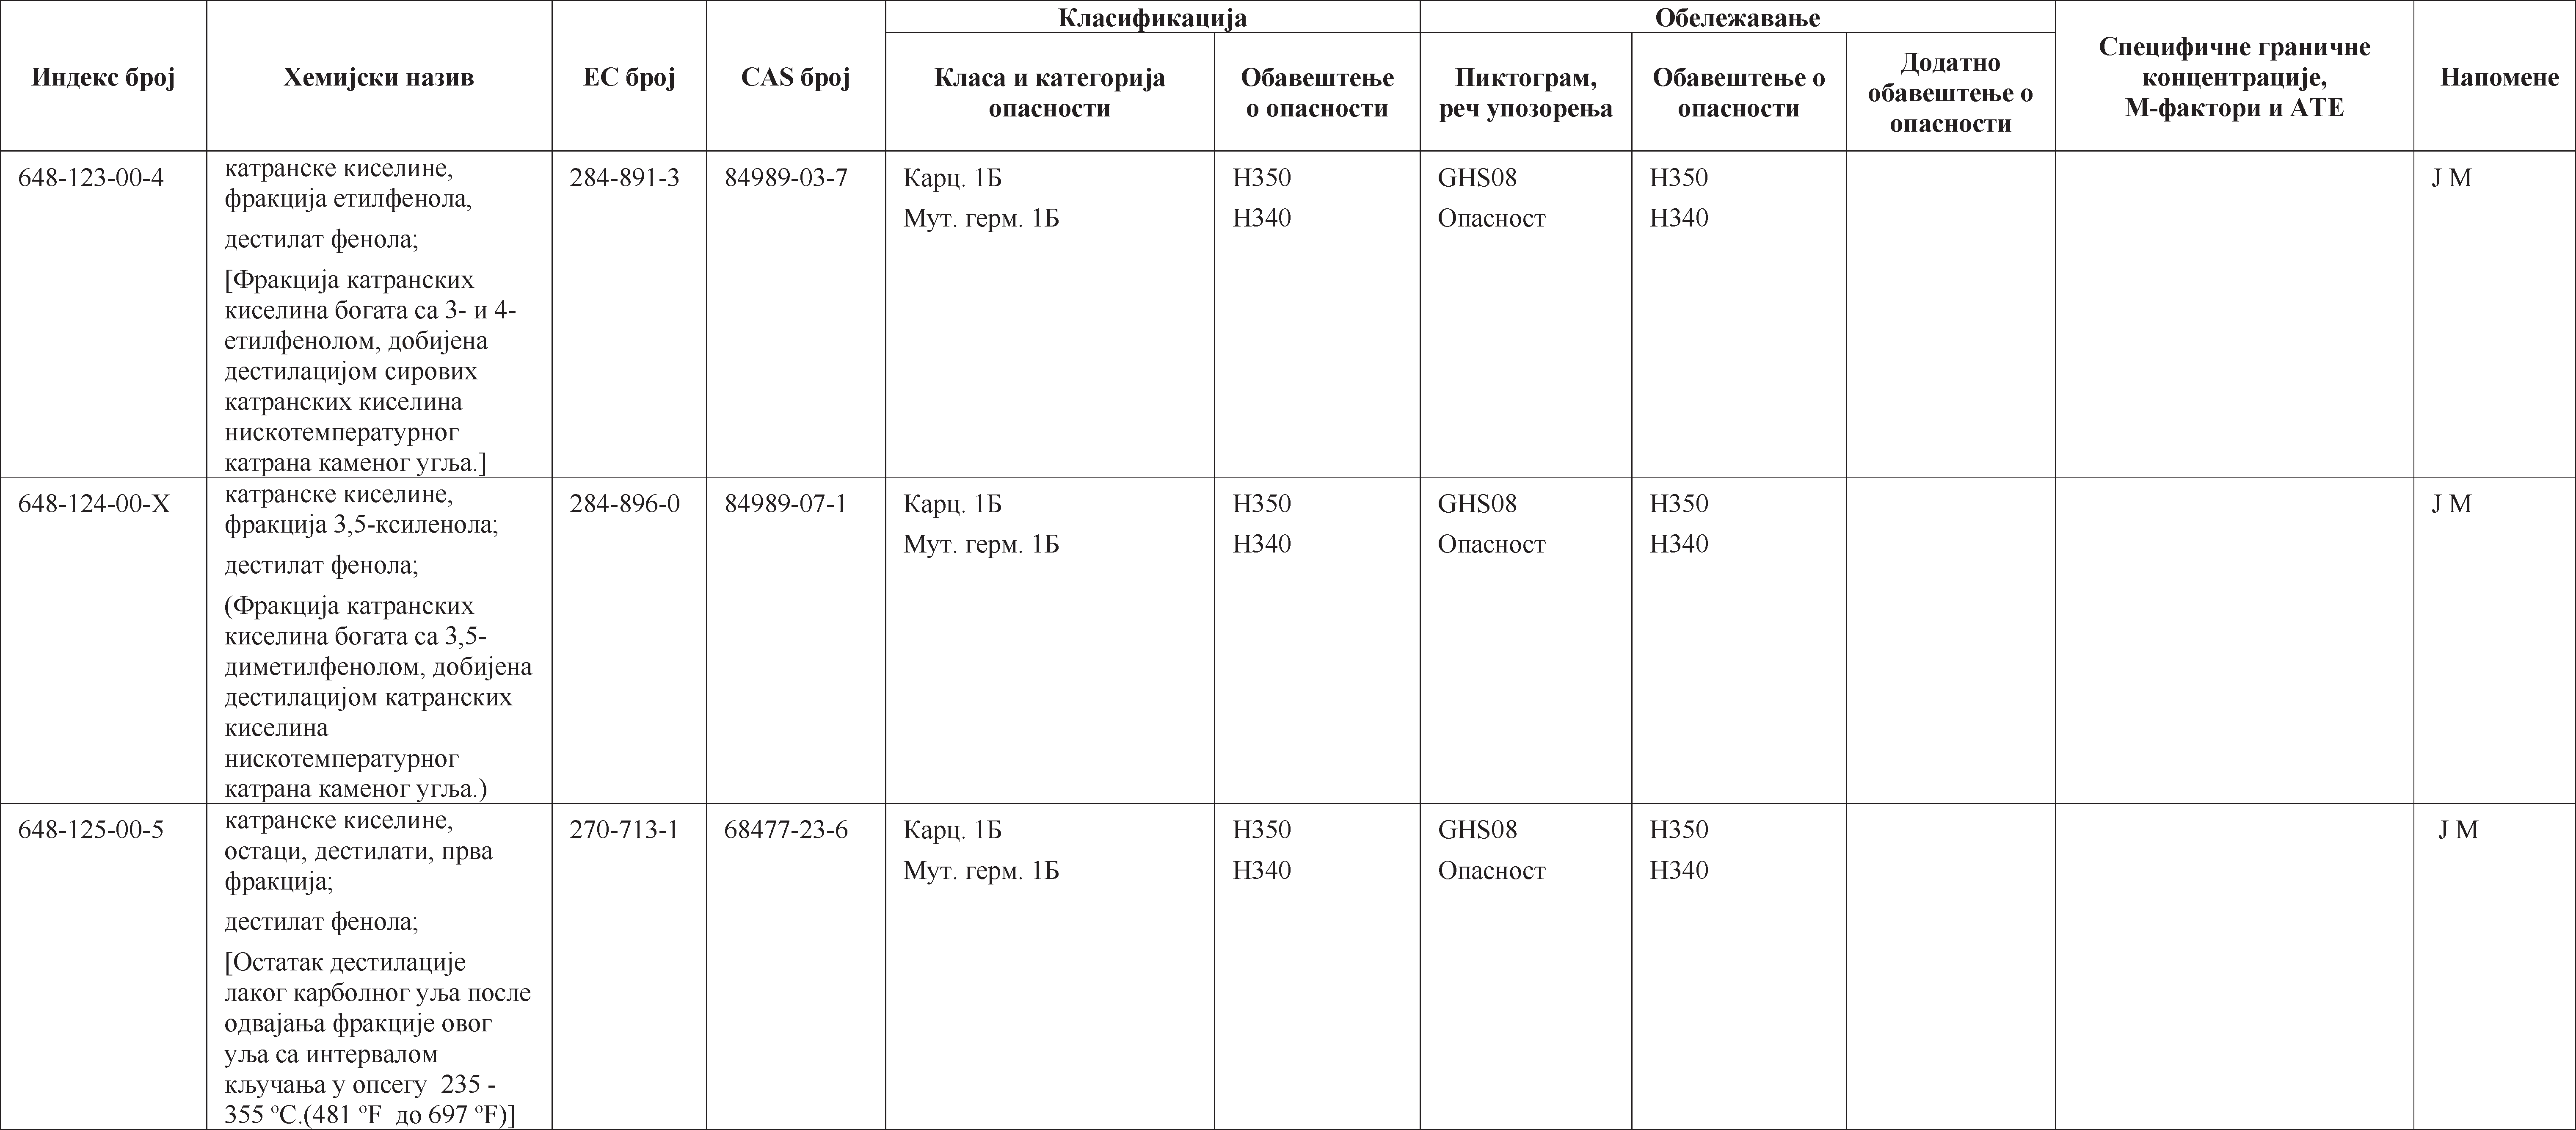 Класификација
Обележавање
Индекс број
Хемијски назив
ЕС број
CAS број
Класа и категорија
опасности
Обавештење
о опасности
Пиктограм,
реч упозорења
Обавештење о
опасности
Додатно
обавештење о
опасности
Специфичне граничне
концентрације,
М-фактори и АТЕ
Напомене
648-123-00-4
катранске киселине,
фракција етилфенола,
дестилат фенола;
[Фракција катранских
киселина богата са 3- и 4-
етилфенолом, добијена
дестилацијом сирових
катранских киселина
нискотемпературног
катрана каменог угља.]
284-891-3
84989-03-7
Карц. 1Б
Мут. герм. 1Б
H350
H340
GHS08
Опасност
H350
H340
J M
648-124-00-X
катранске киселине,
фракција 3,5-ксиленола;
дестилат фенола;
(Фракција катранских
киселина богата са 3,5-
диметилфенолом, добијена
дестилацијом катранских
киселина
нискотемпературног
катрана каменог угља.)
284-896-0
84989-07-1
Карц. 1Б
Мут. герм. 1Б
H350
H340
GHS08
Опасност
H350
H340
J M
648-125-00-5
катранске киселине,
остаци, дестилати, прва
фракција;
дестилат фенола;
[Остатак дестилације
лаког карболног уља после
одвајања фракције овог
уља са интервалом
кључања у опсегу  235 -
355 ºC.(481 ºF  до 697 ºF)]
270-713-1
68477-23-6
Карц. 1Б
Мут. герм. 1Б
H350
H340
GHS08
Опасност
H350
H340
J M